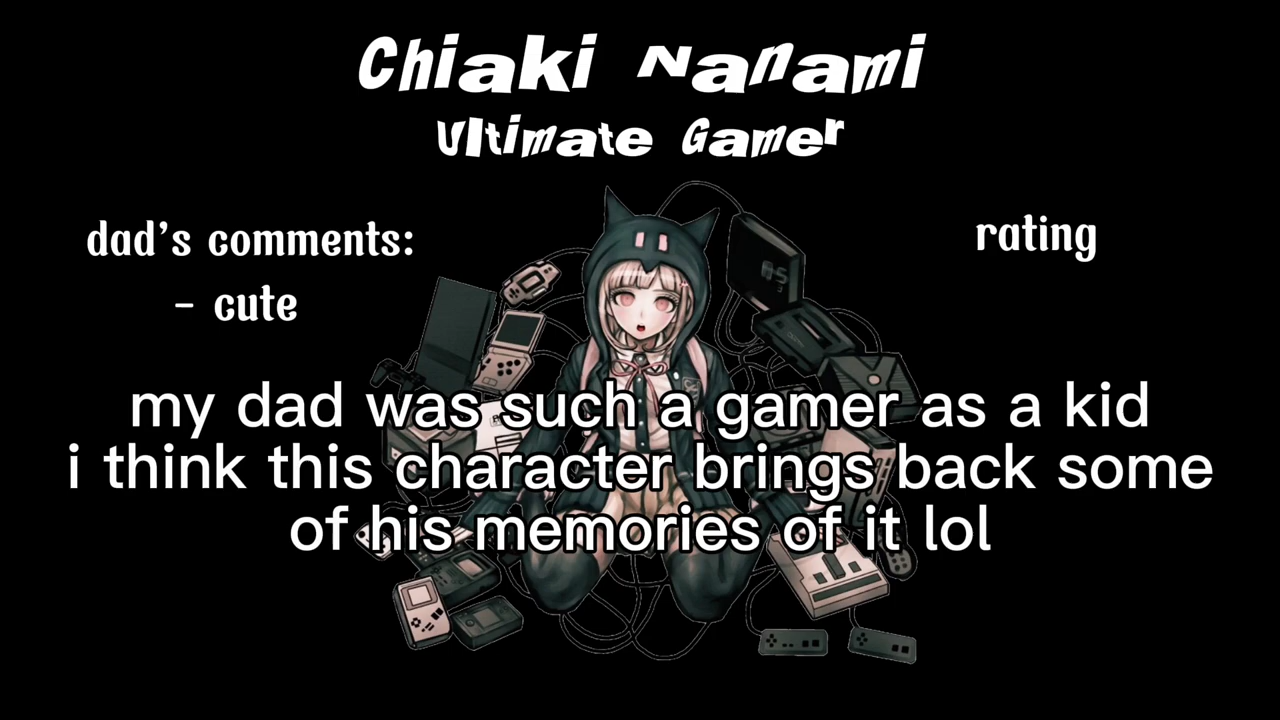 Chiaki Nanami
Ultimate Gamer
dad's comments:
- cute
rating
my dad was such a gamer as a kid
i think this character brings back some
of his memories of it lol